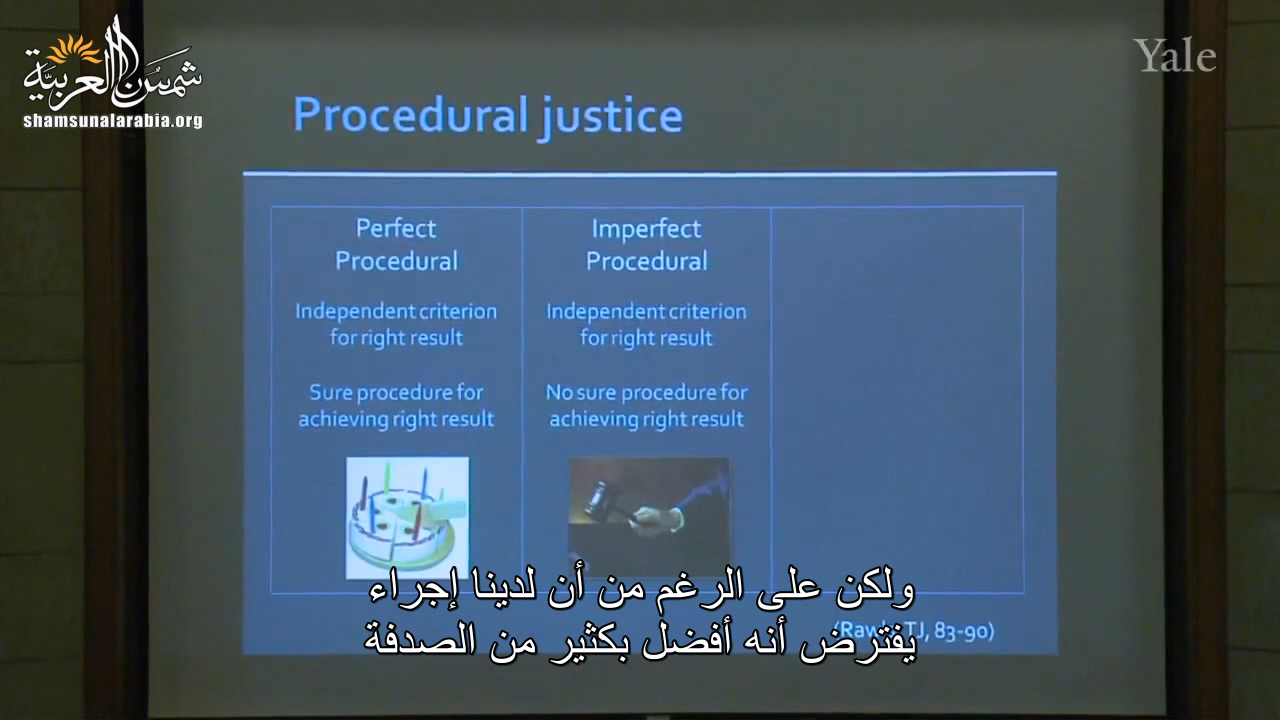 شمسُ العربيَّة
shamsunalarabia.org
Yale
Procedural justice
Perfect
Procedural
Independent criterion
for right result
Sure procedure for
achieving right result
Imperfect
Procedural
Independent criterion
for right result
No sure procedure for
achieving right result
(Rawls TJ, 83-90)
ولكن على الرغم من أن لدينا إجراء
يفترض أنه أفضل بكثير من الصدفة